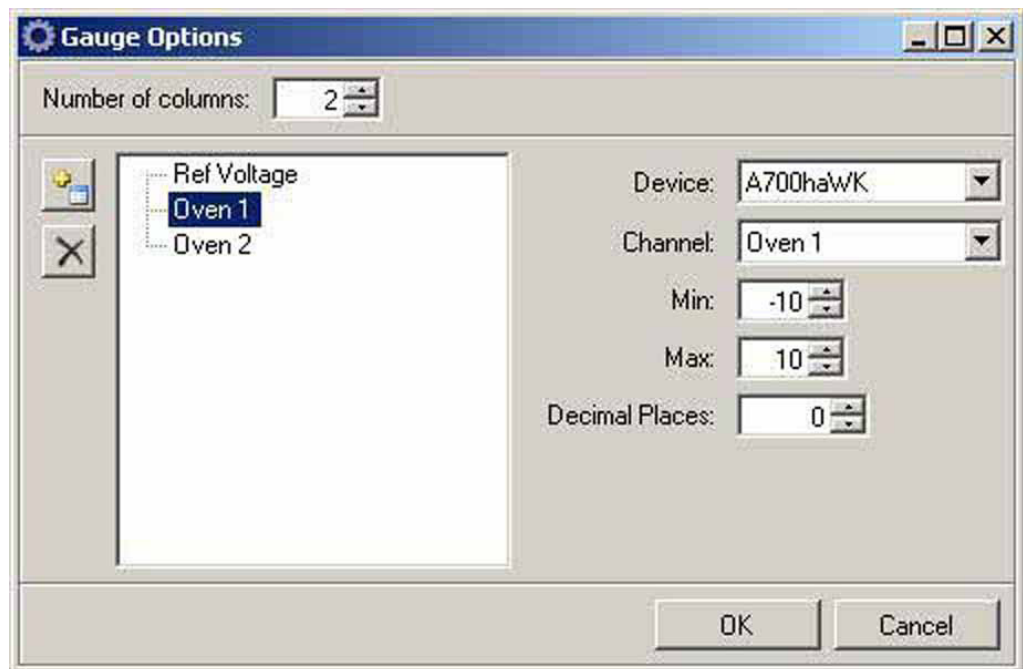 Gauge Options
Number of columns: 2
Ref Voltage
Oven 1
Oven 2
Device: A700haWK
Channel: Oven 1
Min: -10
Max: 10
Decimal Places: 0
OK Cancel